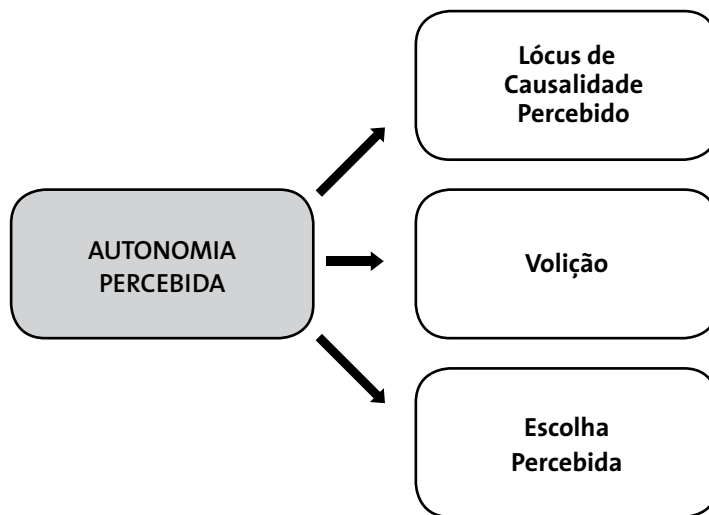 Lócus de
Causalidade
Percebido
AUTONOMIA
PERCEBIDA
Volição
Escolha
Percebida